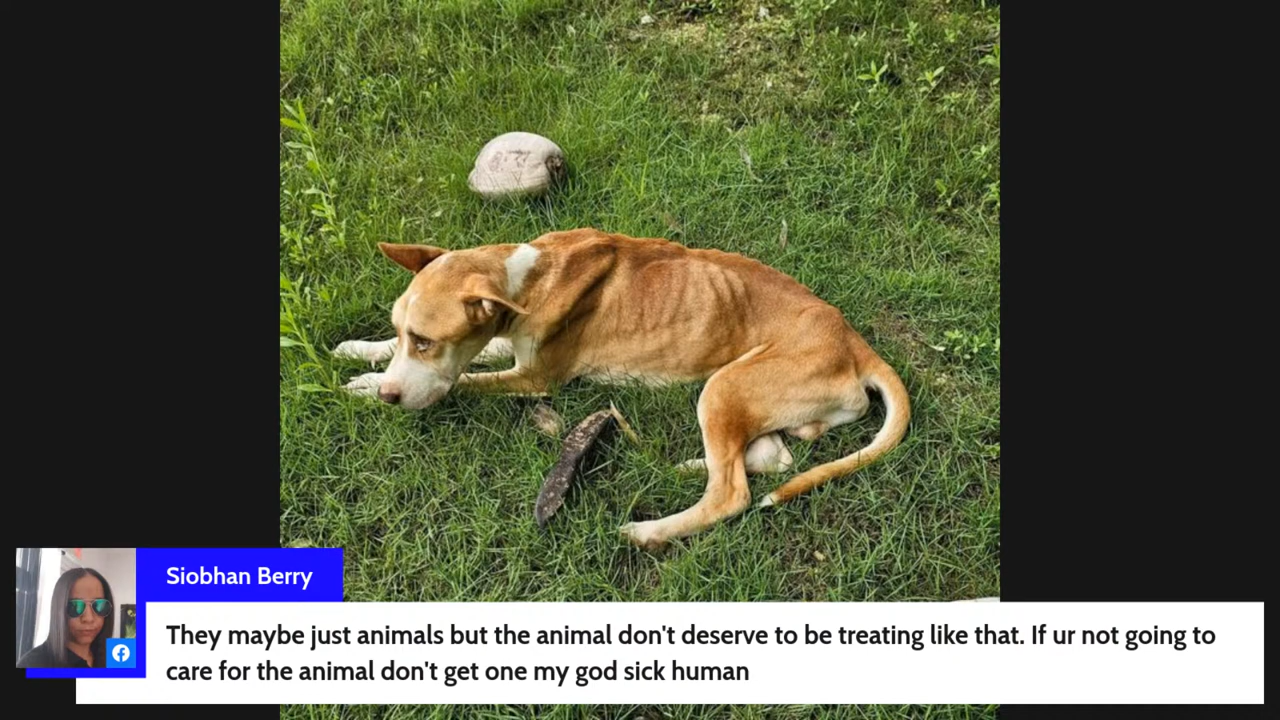 Siobhan Berry
They maybe just animals but the animal don't deserve to be treating like that. If ur not going to
care for the animal don't get one my god sick human